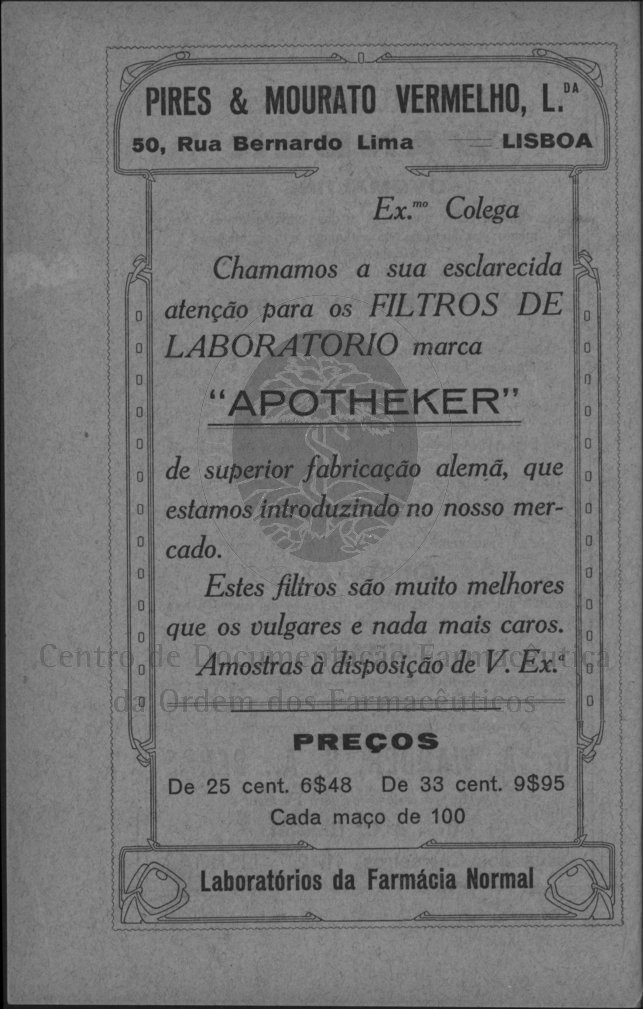 PIRES & MOURATO VERMELHO, L.DA
50, Rua Bernardo Lima — LISBOA
Ex.mo Colega
Chamamos a sua esclarecida
atenção para os FILTROS DE
LABORATORIO marca
"APOTHEKER"
de superior fabricação alemã, que
estamos introduzindo no nosso mer-
cado.
Estes filtros são muito melhores
que os vulgares e nada mais caros.
Centro de Documentação Farmacêutica
Amostras à disposição de V. Ex.a
da Ordem dos Farmacêuticos
PREÇOS
De 25 cent. 6$48 De 33 cent. 9$95
Cada maço de 100
Laboratórios da Farmácia Normal